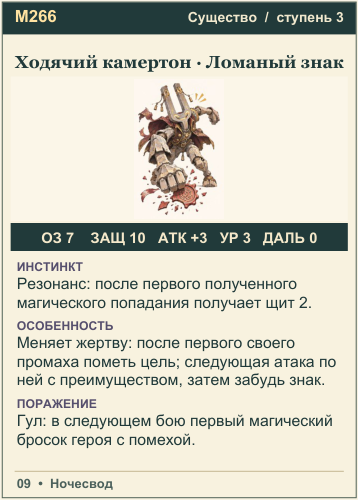 M266
Существо / ступень 3
Ходячий камертон · Ломаный знак
ОЗ 7 ЗАЩ 10 АТК +3 УР 3 ДАЛЬ 0
ИНСТИНКТ
Резонанс: после первого полученного
магического попадания получает щит 2.
ОСОБЕННОСТЬ
Меняет жертву: после первого своего
промаха пометь цель; следующая атака по
ней с преимуществом, затем забудь знак.
ПОРАЖЕНИЕ
Гул: в следующем бою первый магический
бросок героя с помехой.
09 • Ночесвод